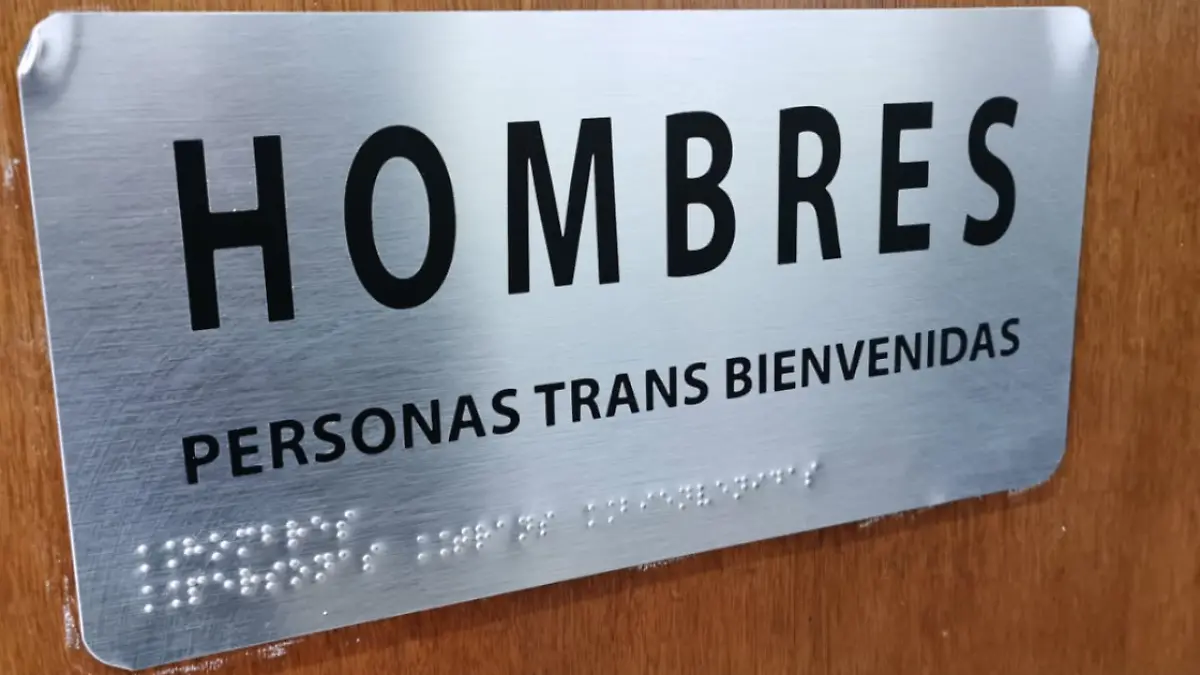 HOMBRES
PERSONAS TRANS BIENVENIDAS